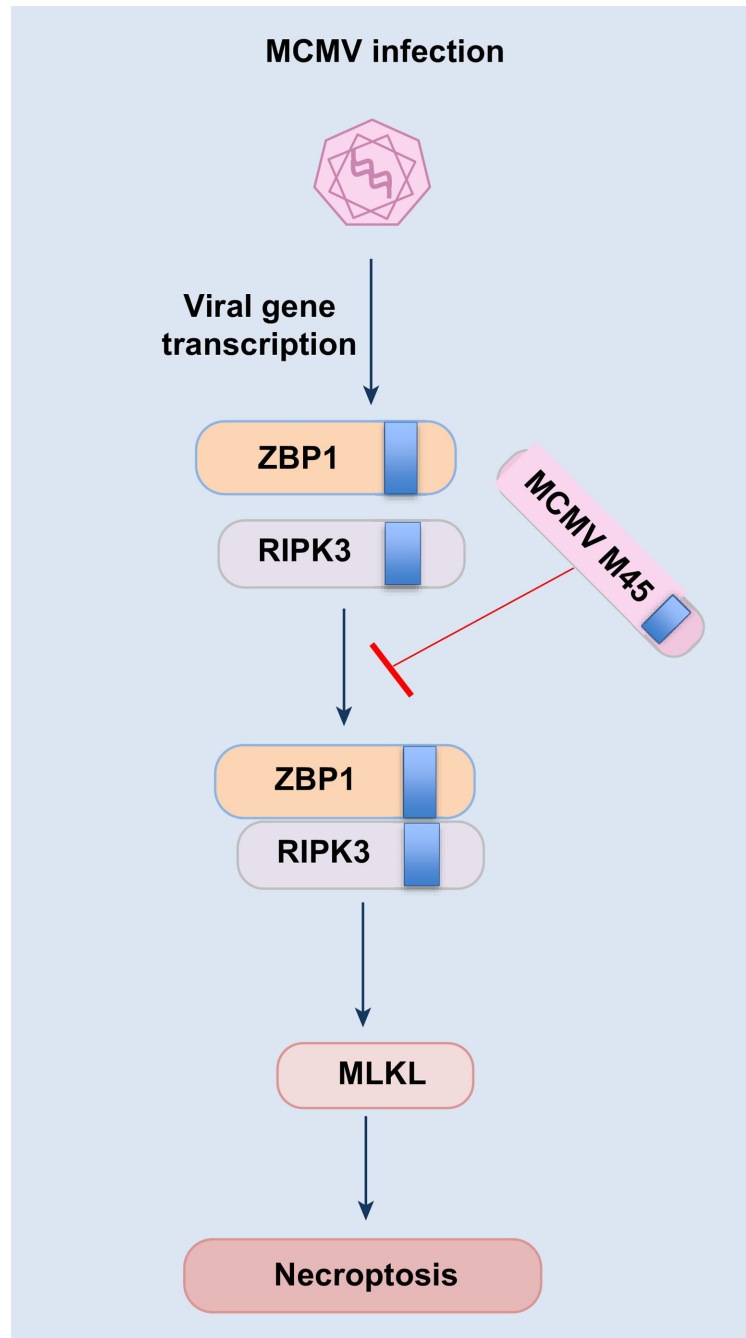 MCMV infection
Viral gene
transcription
ZBP1
RIPK3
MCMV M45
ZBP1
RIPK3
MLKL
Necroptosis